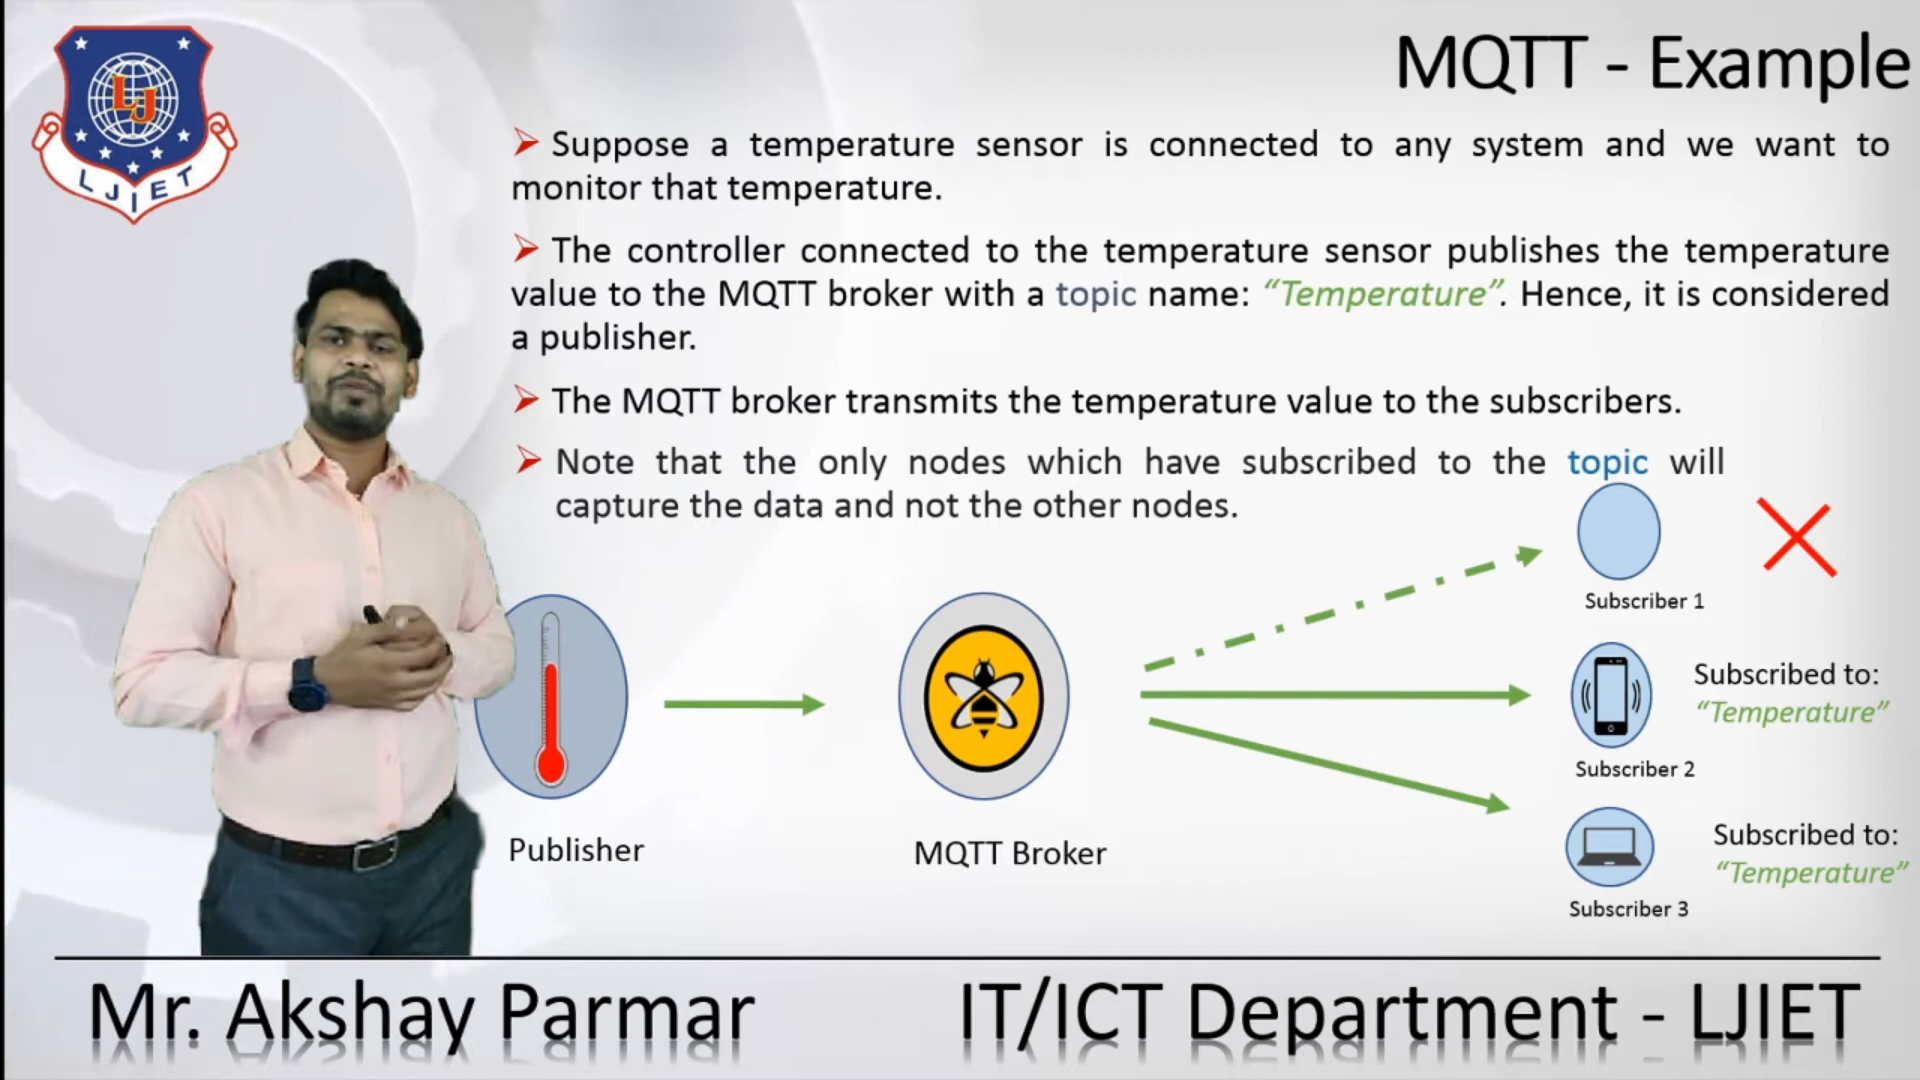 MQTT - Example
LJ
LJIET
Suppose a temperature sensor is connected to any system and we want to
monitor that temperature.
The controller connected to the temperature sensor publishes the temperature
value to the MQTT broker with a topic name: “Temperature”. Hence, it is considered
a publisher.
The MQTT broker transmits the temperature value to the subscribers.
Note that the only nodes which have subscribed to the topic will
capture the data and not the other nodes.
Subscriber 1
Subscribed to:
“Temperature”
Subscriber 2
Publisher
MQTT Broker
Subscribed to:
“Temperature”
Subscriber 3
Mr. Akshay Parmar
IT/ICT Department - LJIET